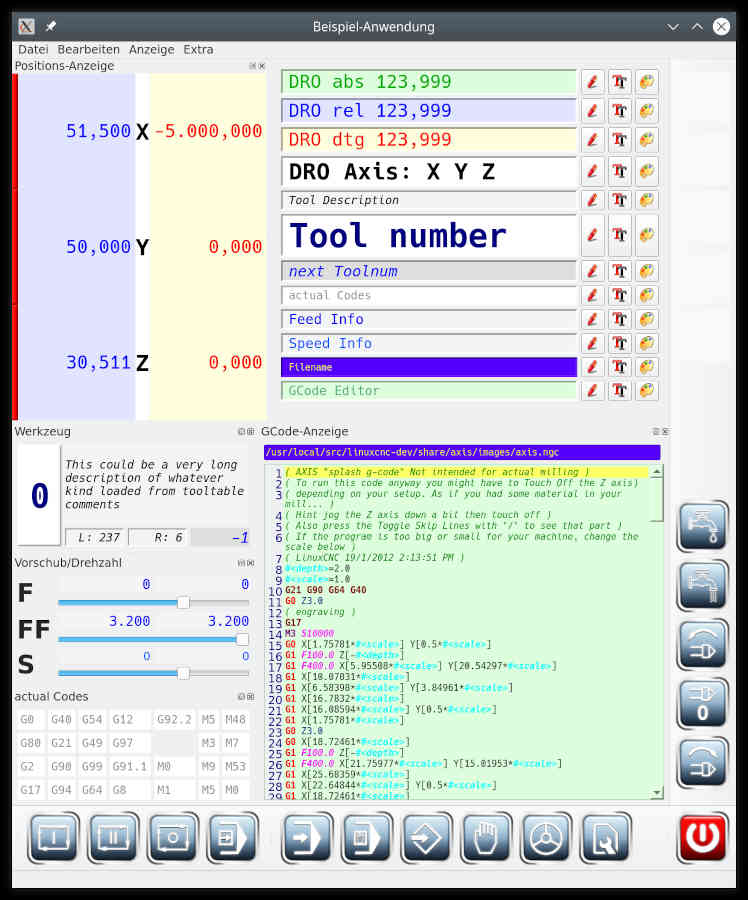 Beispiel-Anwendung
Datei Bearbeiten Anzeige Extra
Positions-Anzeige
51,500 X -5.000,000
50,000 Y 0,000
30,511 Z 0,000
DRO abs 123,999
DRO rel 123,999
DRO dtg 123,999
DRO Axis: X Y Z
Tool Description
Tool number
next Toolnum
actual Codes
Feed Info
Speed Info
Filename
GCode Editor
Werkzeug
0
This could be a very long
description of whatever
kind loaded from tooltable
comments
L: 237 R: 6 -1
Vorschub/Drehzahl
F 0 0
FF 3.200 3.200
S 0 0
actual Codes
G0 G40 G54 G12 G92.2 M5 M48
G80 G21 G49 G97 M3 M7
G2 G90 G99 G91.1 M0 M9 M53
G17 G94 G64 G8 M1 M5 M0
GCode-Anzeige
/usr/local/src/linuxcnc-dev/share/axis/images/axis.ngc
1 ( AXIS "splash g-code" Not intended for actual milling )
2 ( To run this code anyway you might have to Touch Off the Z axis)
3 ( depending on your setup. As if you had some material in your
mill... )
4 ( Hint jog the Z axis down a bit then touch off )
5 ( Also press the Toggle Skip Lines with "/" to see that part )
6 ( If the program is too big or small for your machine, change the
scale below )
7 ( LinuxCNC 19/1/2012 2:13:51 PM )
8 #<depth>=2.0
9 #<scale>=1.0
10 G21 G90 G64 G40
11 G0 Z3.0
12 ( engraving )
13 G17
14 M3 S10000
15 G0 X[1.75781*#<scale>] Y[0.5*#<scale>]
16 G1 F100.0 Z[-#<depth>]
17 G1 F400.0 X[5.95508*#<scale>] Y[20.54297*#<scale>]
18 G1 X[10.07031*#<scale>]
19 G1 X[6.58398*#<scale>] Y[3.84961*#<scale>]
20 G1 X[16.7832*#<scale>]
21 G1 X[16.08594*#<scale>] Y[0.5*#<scale>]
22 G1 X[1.75781*#<scale>]
23 G0 Z3.0
24 G0 X[18.72461*#<scale>]
25 G1 F100.0 Z[-#<depth>]
26 G1 F400.0 X[21.75977*#<scale>] Y[15.01953*#<scale>]
27 G1 X[25.68359*#<scale>]
28 G1 X[22.64844*#<scale>] Y[0.5*#<scale>]
29 G1 X[18.72461*#<scale>]
I II O
0